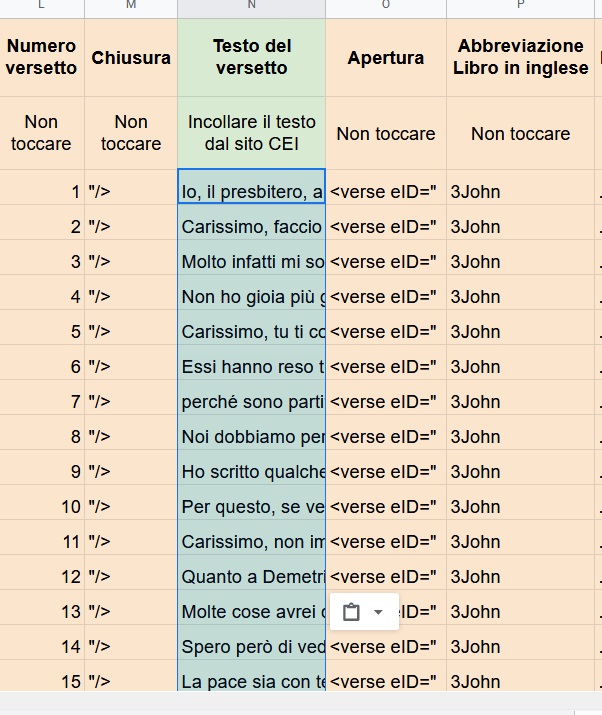 L M N O P
Numero versetto Chiusura Testo del versetto Apertura Abbreviazione Libro in inglese
Non toccare Non toccare Incollare il testo dal sito CEI Non toccare Non toccare
1 "/> Io, il presbitero, a <verse eID=" 3John
2 "/> Carissimo, faccio <verse eID=" 3John
3 "/> Molto infatti mi so <verse eID=" 3John
4 "/> Non ho gioia più g <verse eID=" 3John
5 "/> Carissimo, tu ti co <verse eID=" 3John
6 "/> Essi hanno reso t <verse eID=" 3John
7 "/> perché sono parti <verse eID=" 3John
8 "/> Noi dobbiamo per <verse eID=" 3John
9 "/> Ho scritto qualche <verse eID=" 3John
10 "/> Per questo, se ve <verse eID=" 3John
11 "/> Carissimo, non im <verse eID=" 3John
12 "/> Quanto a Demetri <verse eID=" 3John
13 "/> Molte cose avrei eID=" 3John
14 "/> Spero però di ved <verse eID=" 3John
15 "/> La pace sia con te <verse eID=" 3John